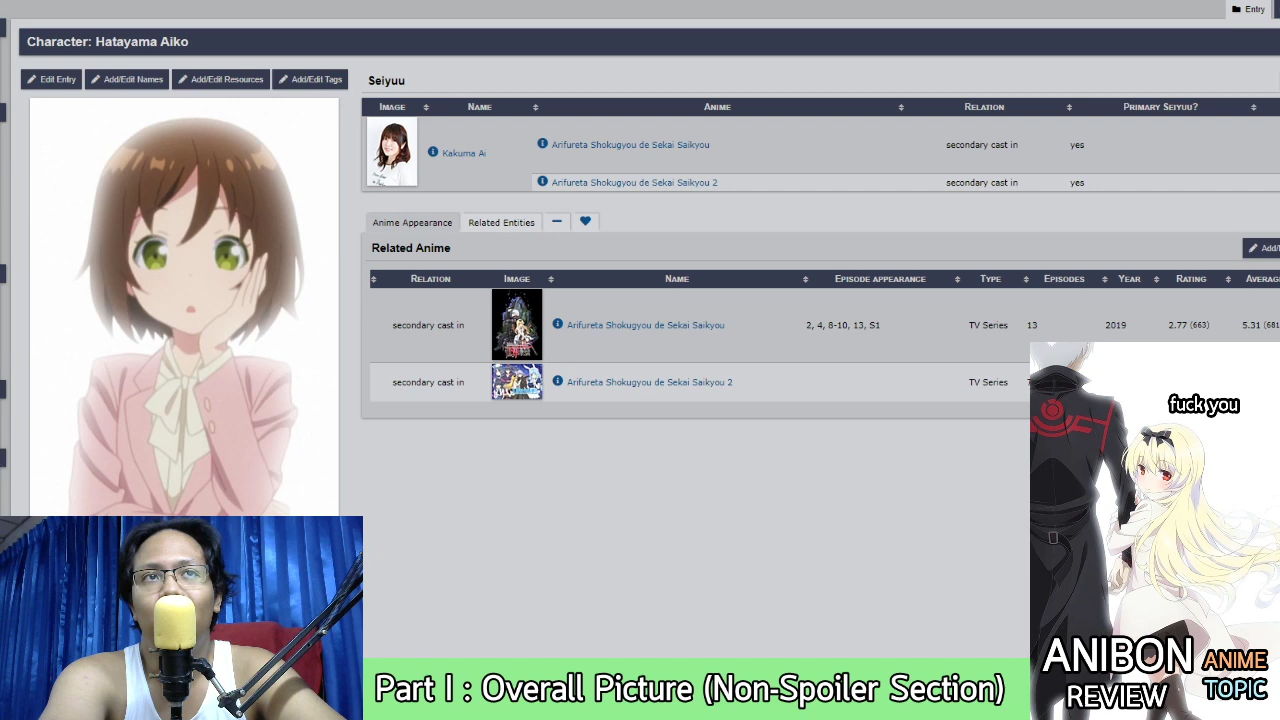 Entry
Character: Hatayama Aiko
Edit Entry
Add/Edit Names
Add/Edit Resources
Add/Edit Tags
Seiyuu
IMAGE NAME ANIME RELATION PRIMARY SEIYUU?
Kakuma Ai
Arifureta Shokugyou de Sekai Saikyou secondary cast in yes
Arifureta Shokugyou de Sekai Saikyou 2 secondary cast in yes
Anime Appearance Related Entities
Related Anime
Add/
RELATION IMAGE NAME EPISODE APPEARANCE TYPE EPISODES YEAR RATING AVERAG
secondary cast in Arifureta Shokugyou de Sekai Saikyou 2, 4, 8-10, 13, S1 TV Series 13 2019 2.77 (663) 5.31 (681
secondary cast in Arifureta Shokugyou de Sekai Saikyou 2 TV Series
fuck you
ANIBON ANIME
REVIEW TOPIC
Part I : Overall Picture (Non-Spoiler Section)